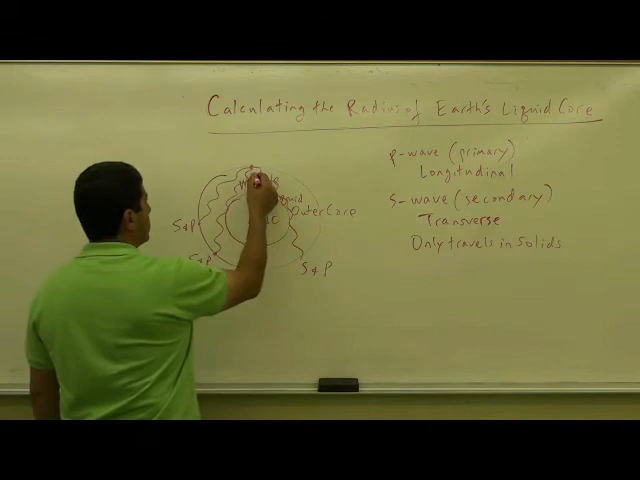 Calculating the Radius of Earth's Liquid Core
P-wave (primary)
Longitudinal
S-wave (secondary)
Transverse
Only travels in Solids
Outer Core
S & P
S & P
S & P